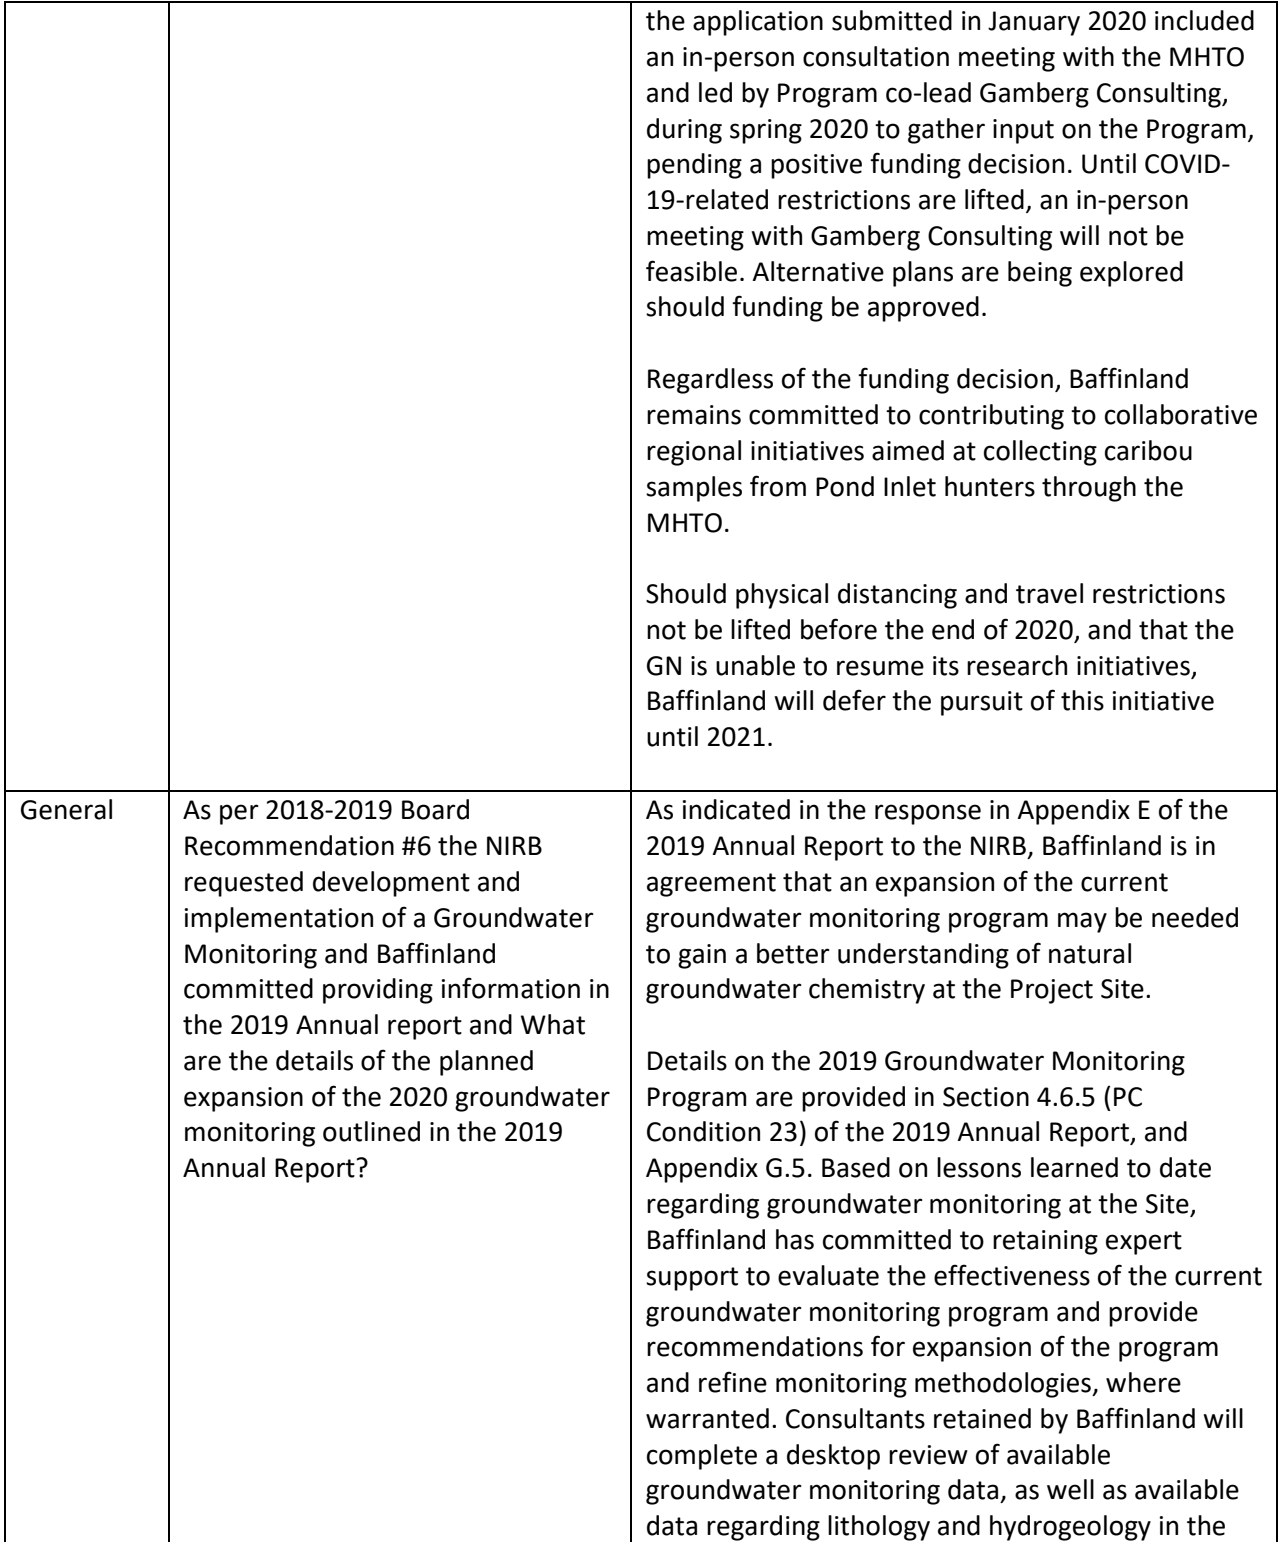 the application submitted in January 2020 included
an in-person consultation meeting with the MHTO
and led by Program co-lead Gamberg Consulting,
during spring 2020 to gather input on the Program,
pending a positive funding decision. Until COVID-
19-related restrictions are lifted, an in-person
meeting with Gamberg Consulting will not be
feasible. Alternative plans are being explored
should funding be approved.
Regardless of the funding decision, Baffinland
remains committed to contributing to collaborative
regional initiatives aimed at collecting caribou
samples from Pond Inlet hunters through the
MHTO.
Should physical distancing and travel restrictions
not be lifted before the end of 2020, and that the
GN is unable to resume its research initiatives,
Baffinland will defer the pursuit of this initiative
until 2021.
General
As per 2018-2019 Board
Recommendation #6 the NIRB
requested development and
implementation of a Groundwater
Monitoring and Baffinland
committed providing information in
the 2019 Annual report and What
are the details of the planned
expansion of the 2020 groundwater
monitoring outlined in the 2019
Annual Report?
As indicated in the response in Appendix E of the
2019 Annual Report to the NIRB, Baffinland is in
agreement that an expansion of the current
groundwater monitoring program may be needed
to gain a better understanding of natural
groundwater chemistry at the Project Site.
Details on the 2019 Groundwater Monitoring
Program are provided in Section 4.6.5 (PC
Condition 23) of the 2019 Annual Report, and
Appendix G.5. Based on lessons learned to date
regarding groundwater monitoring at the Site,
Baffinland has committed to retaining expert
support to evaluate the effectiveness of the current
groundwater monitoring program and provide
recommendations for expansion of the program
and refine monitoring methodologies, where
warranted. Consultants retained by Baffinland will
complete a desktop review of available
groundwater monitoring data, as well as available
data regarding lithology and hydrogeology in the